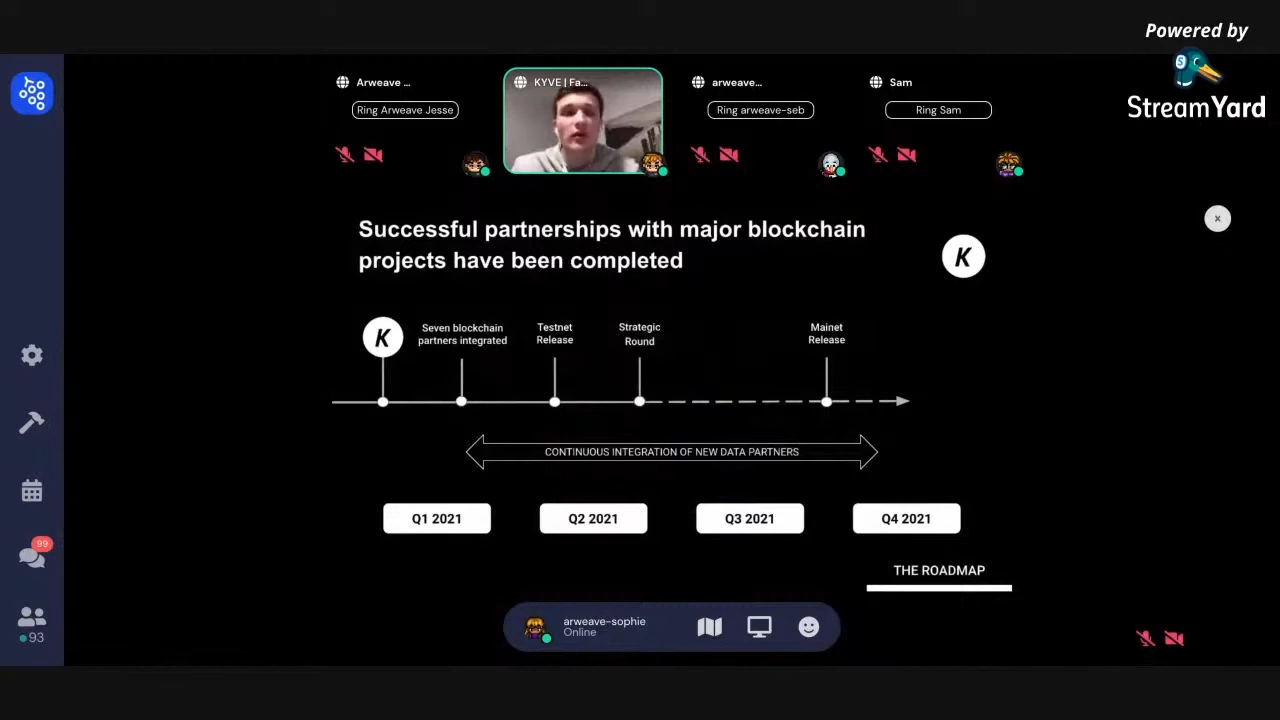 Powered by
StreamYard
Arweave ...
Ring Arweave Jesse
KYVE | Fa...
arweave...
Ring arweave-seb
Sam
Ring Sam
Successful partnerships with major blockchain
projects have been completed
K
K
Seven blockchain
partners integrated
Testnet
Release
Strategic
Round
Mainet
Release
CONTINUOUS INTEGRATION OF NEW DATA PARTNERS
Q1 2021
Q2 2021
Q3 2021
Q4 2021
THE ROADMAP
arweave-sophie
Online
99
93